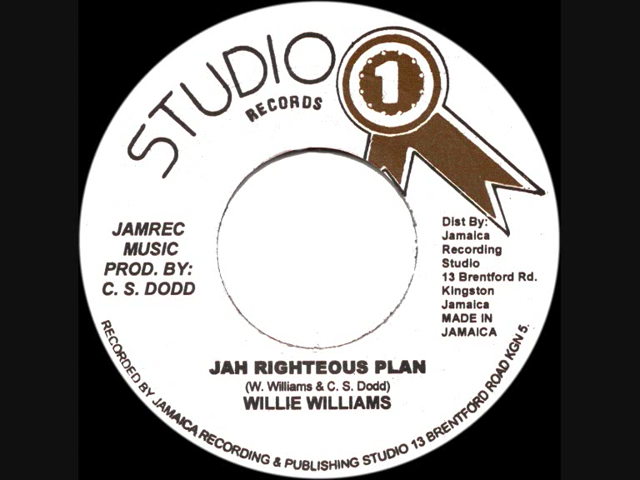 STUDIO 1
RECORDS
JAMREC
MUSIC
PROD. BY:
C. S. DODD
Dist By:
Jamaica
Recording
Studio
13 Brentford Rd.
Kingston
Jamaica
MADE IN
JAMAICA
JAH RIGHTEOUS PLAN
(W. Williams & C. S. Dodd)
WILLIE WILLIAMS
RECORDED BY JAMAICA RECORDING & PUBLISHING STUDIO 13 BRENTFORD ROAD KGN 5.